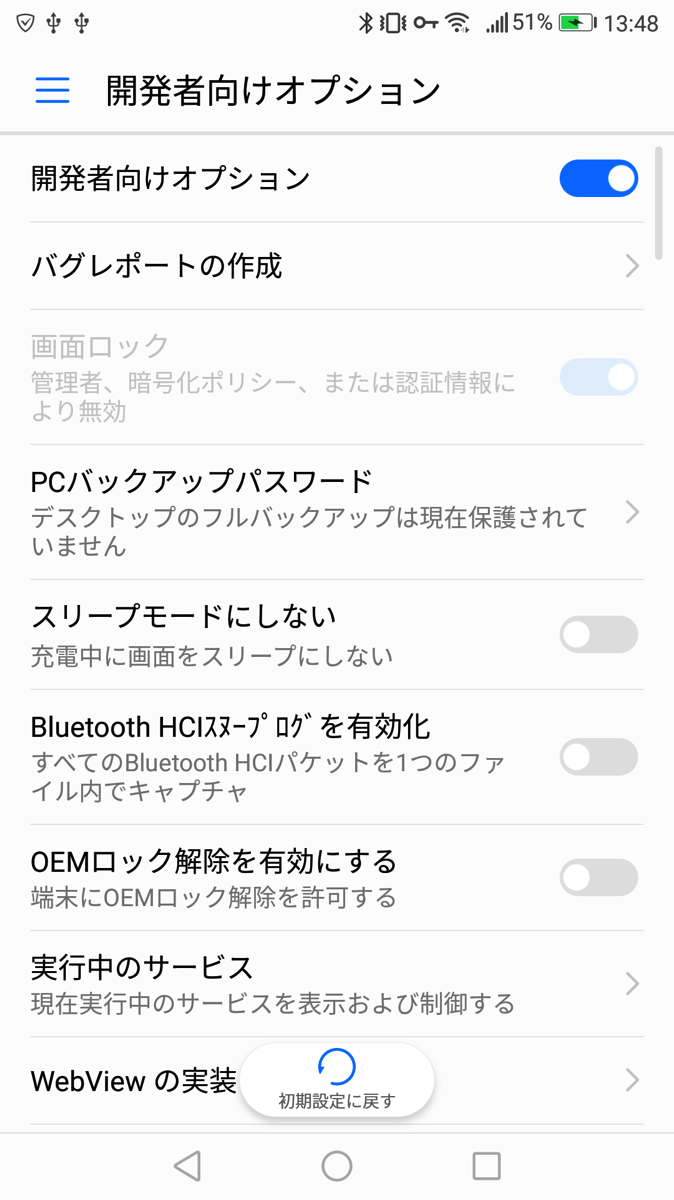 51% 13:48
開発者向けオプション
開発者向けオプション
バグレポートの作成
画面ロック
管理者、暗号化ポリシー、または認証情報に
より無効
PCバックアップパスワード
デスクトップのフルバックアップは現在保護されて
いません
スリープモードにしない
充電中に画面をスリープにしない
Bluetooth HCIｽﾇｰﾌﾟﾛｸﾞを有効化
すべてのBluetooth HCIパケットを1つのファ
イル内でキャプチャ
OEMロック解除を有効にする
端末にOEMロック解除を許可する
実行中のサービス
現在実行中のサービスを表示および制御する
WebView の実装
初期設定に戻す